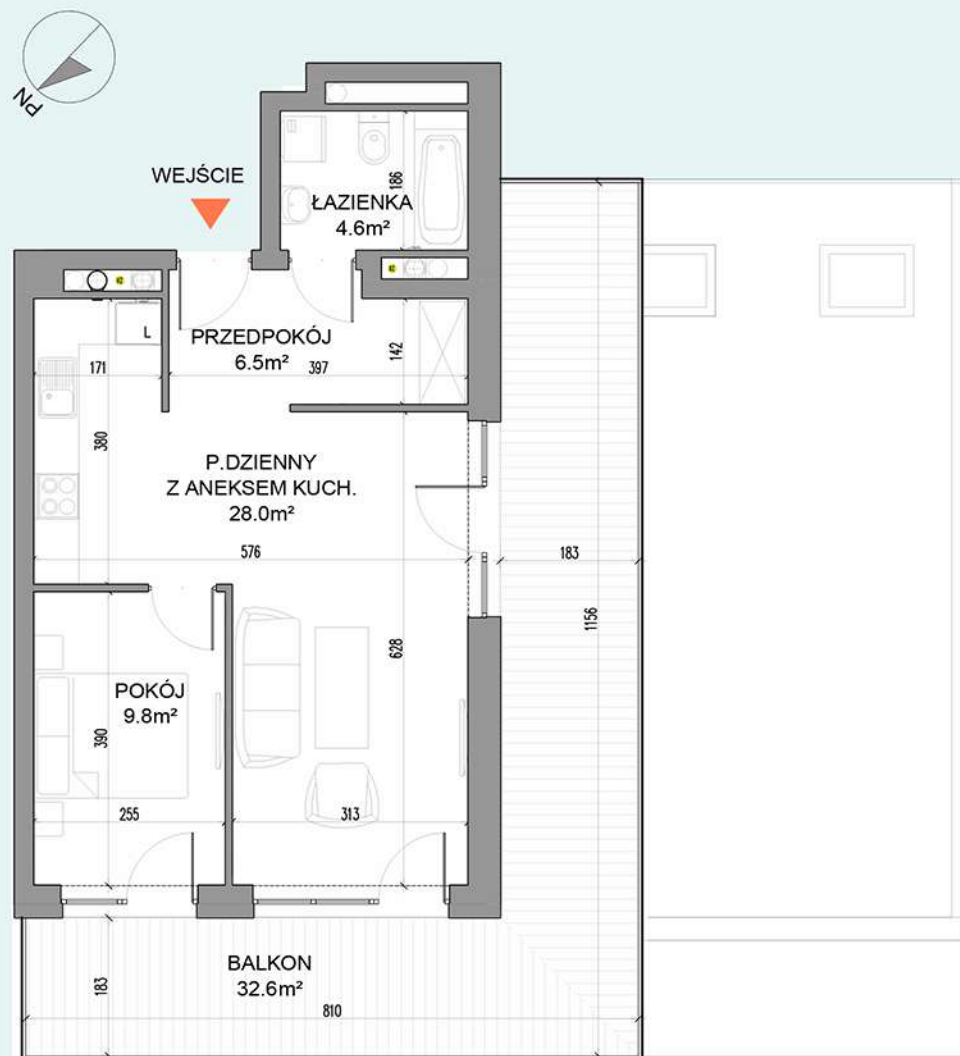 PN
WEJŚCIE
ŁAZIENKA
4.6m²
186
PRZEDPOKÓJ
6.5m²
397
142
L
171
380
P.DZIENNY
Z ANEKSEM KUCH.
28.0m²
576
183
1156
628
POKÓJ
9.8m²
390
255
313
BALKON
32.6m²
183
810